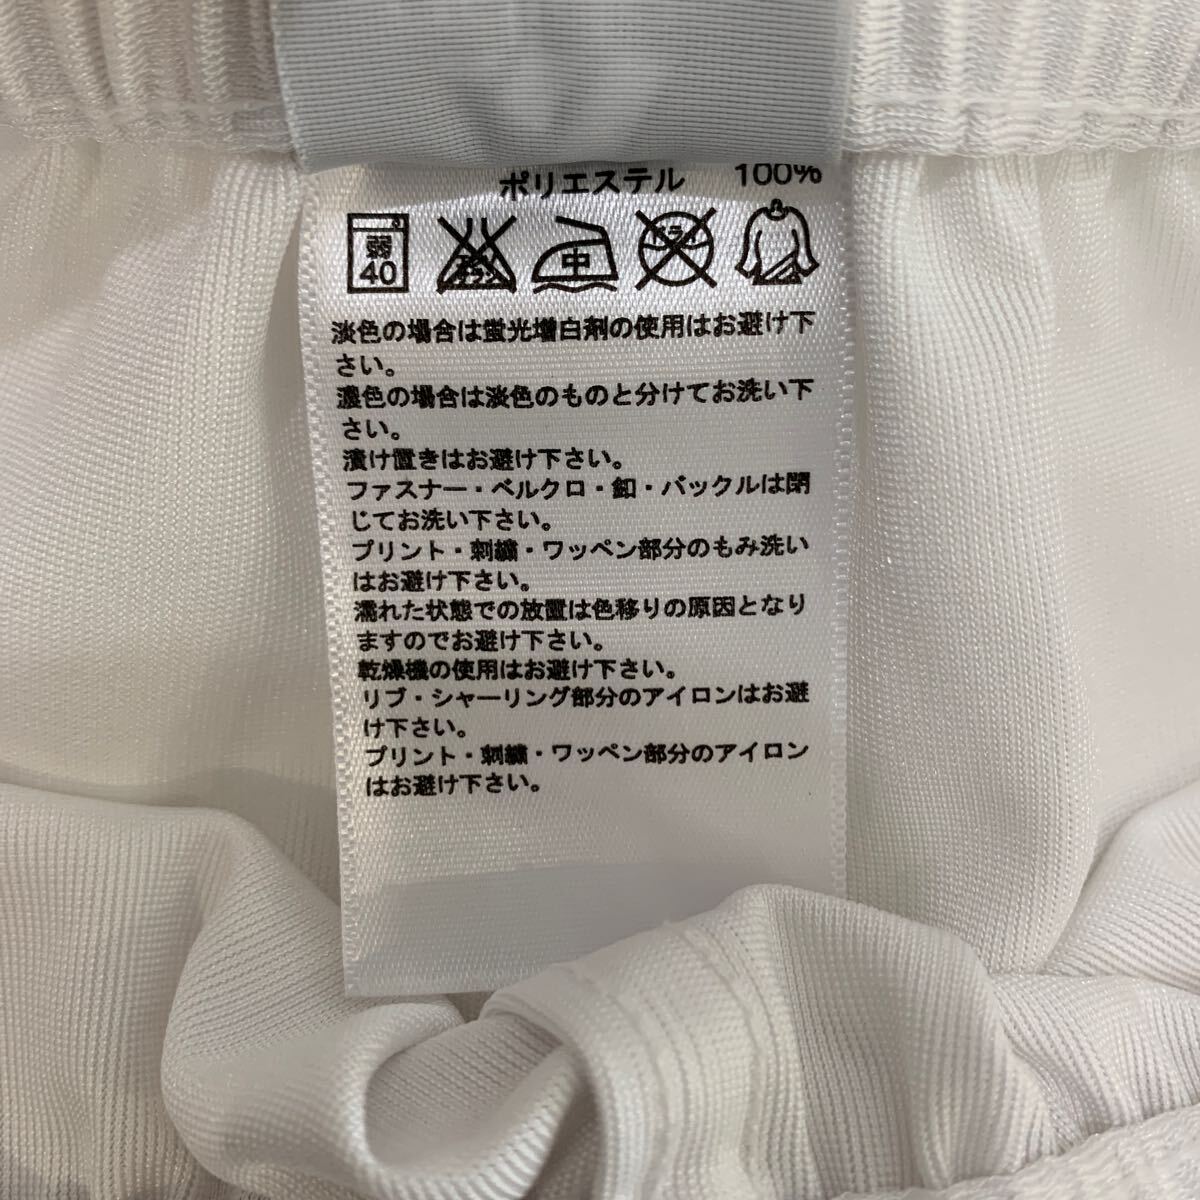 ポリエステル 100%
弱 40 エンソ サラシ 中 ドライ
淡色の場合は蛍光増白剤の使用はお避け下
さい。
濃色の場合は淡色のものと分けてお洗い下
さい。
漬け置きはお避け下さい。
ファスナー・ベルクロ・釦・バックルは閉
じてお洗い下さい。
プリント・刺繍・ワッペン部分のもみ洗い
はお避け下さい。
濡れた状態での放置は色移りの原因となり
ますのでお避け下さい。
乾燥機の使用はお避け下さい。
リブ・シャーリング部分のアイロンはお避
け下さい。
プリント・刺繍・ワッペン部分のアイロン
はお避け下さい。